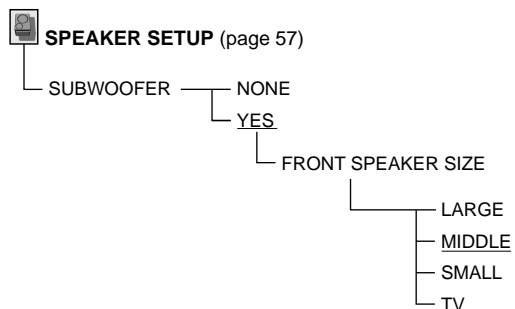 SPEAKER SETUP (page 57)
SUBWOOFER NONE
YES
FRONT SPEAKER SIZE
LARGE
MIDDLE
SMALL
TV